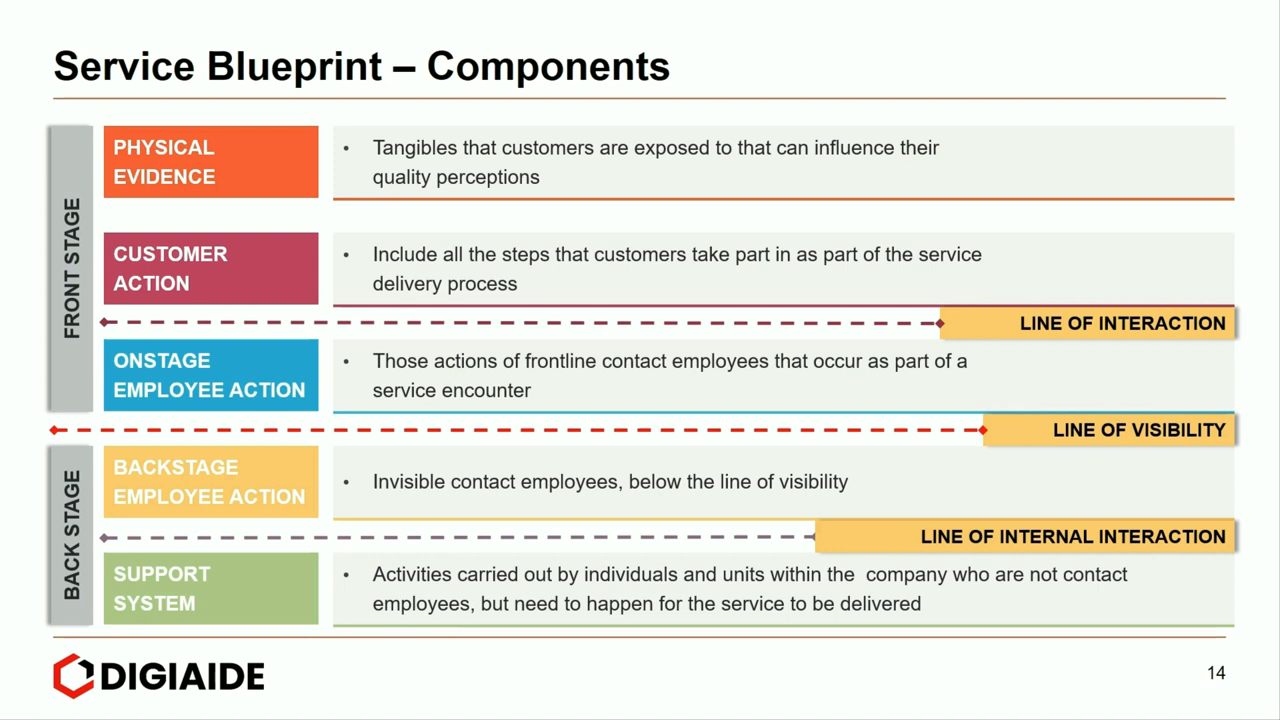 Service Blueprint – Components
FRONT STAGE
PHYSICAL
EVIDENCE
• Tangibles that customers are exposed to that can influence their
quality perceptions
CUSTOMER
ACTION
• Include all the steps that customers take part in as part of the service
delivery process
LINE OF INTERACTION
ONSTAGE
EMPLOYEE ACTION
• Those actions of frontline contact employees that occur as part of a
service encounter
LINE OF VISIBILITY
BACK STAGE
BACKSTAGE
EMPLOYEE ACTION
• Invisible contact employees, below the line of visibility
LINE OF INTERNAL INTERACTION
SUPPORT
SYSTEM
• Activities carried out by individuals and units within the  company who are not contact
employees, but need to happen for the service to be delivered
DIGIAIDE
14